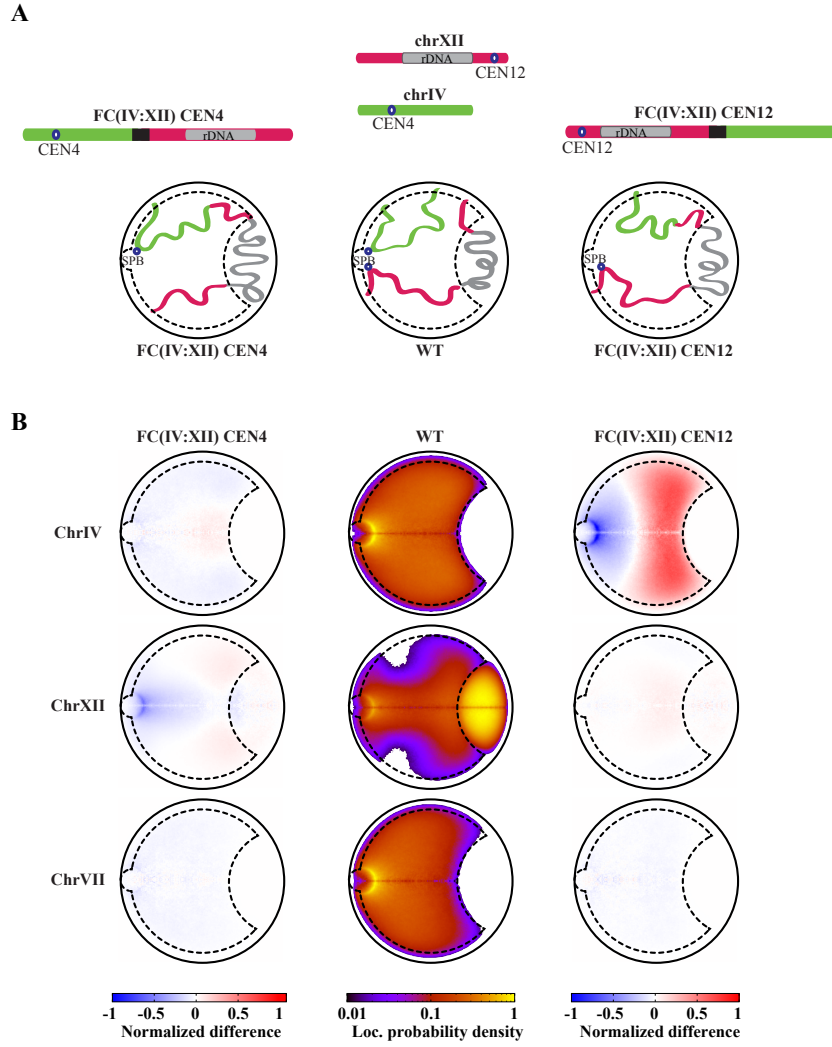 A
chrXII
rDNA
CEN12
chrIV
CEN4
FC(IV:XII) CEN4
rDNA
CEN4
FC(IV:XII) CEN12
rDNA
CEN12
SPB
SPB
SPB
FC(IV:XII) CEN4
WT
FC(IV:XII) CEN12
B
FC(IV:XII) CEN4
WT
FC(IV:XII) CEN12
ChrIV
ChrXII
ChrVII
-1 -0.5 0 0.5 1
Normalized difference
0.01 0.1 1
Loc. probability density
-1 -0.5 0 0.5 1
Normalized difference